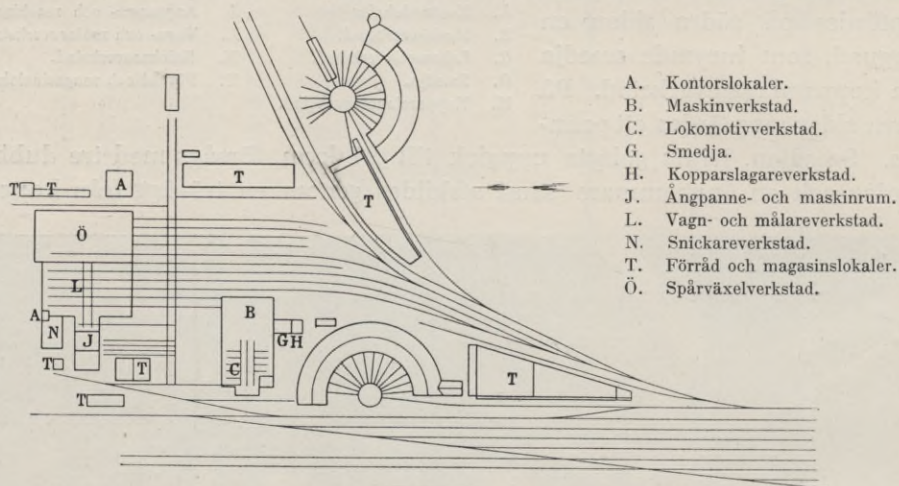 A. Kontorslokaler.
B. Maskinverkstad.
C. Lokomotivverkstad.
G. Smedja.
H. Kopparslagareverkstad.
J. Ångpanne- och maskinrum.
L. Vagn- och målareverkstad.
N. Snickareverkstad.
T. Förråd och magasinslokaler.
Ö. Spårväxelverkstad.
T T A T
T
Ö
L
B
A
N J G H
T T C T
T